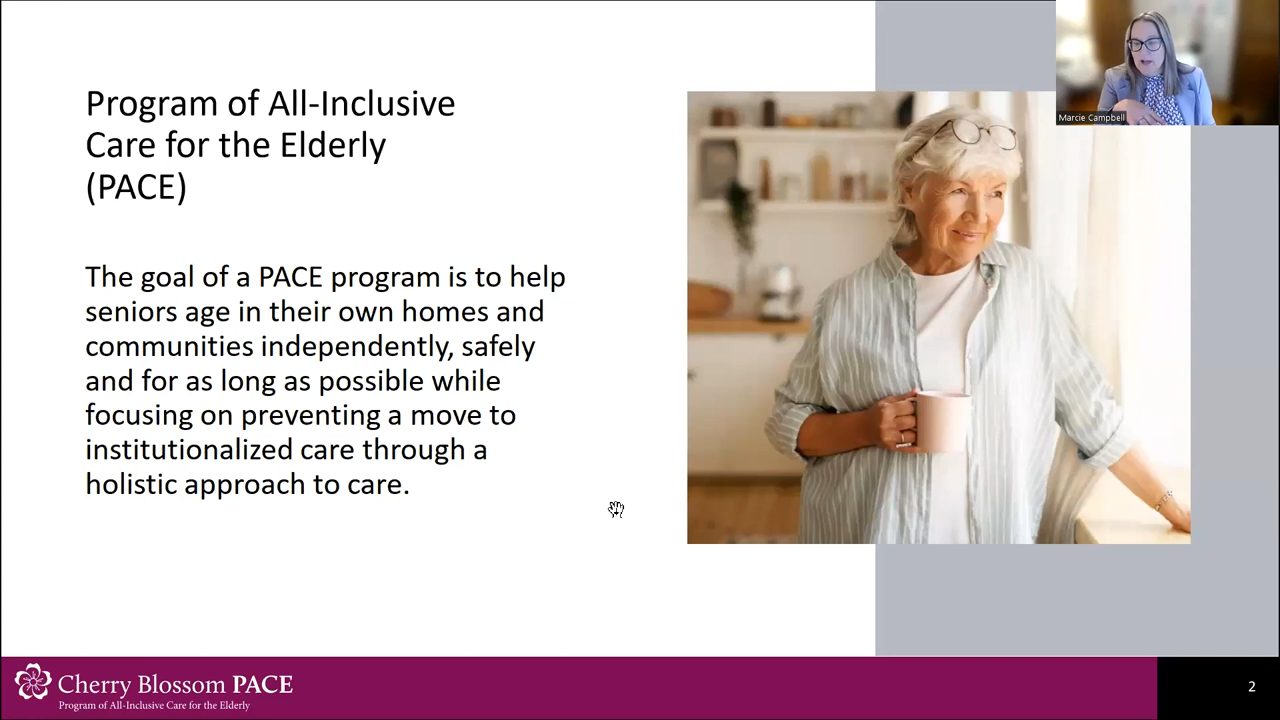 Program of All-Inclusive
Care for the Elderly
(PACE)
The goal of a PACE program is to help
seniors age in their own homes and
communities independently, safely
and for as long as possible while
focusing on preventing a move to
institutionalized care through a
holistic approach to care.
Marcie Campbell
Cherry Blossom PACE
Program of All-Inclusive Care for the Elderly
2